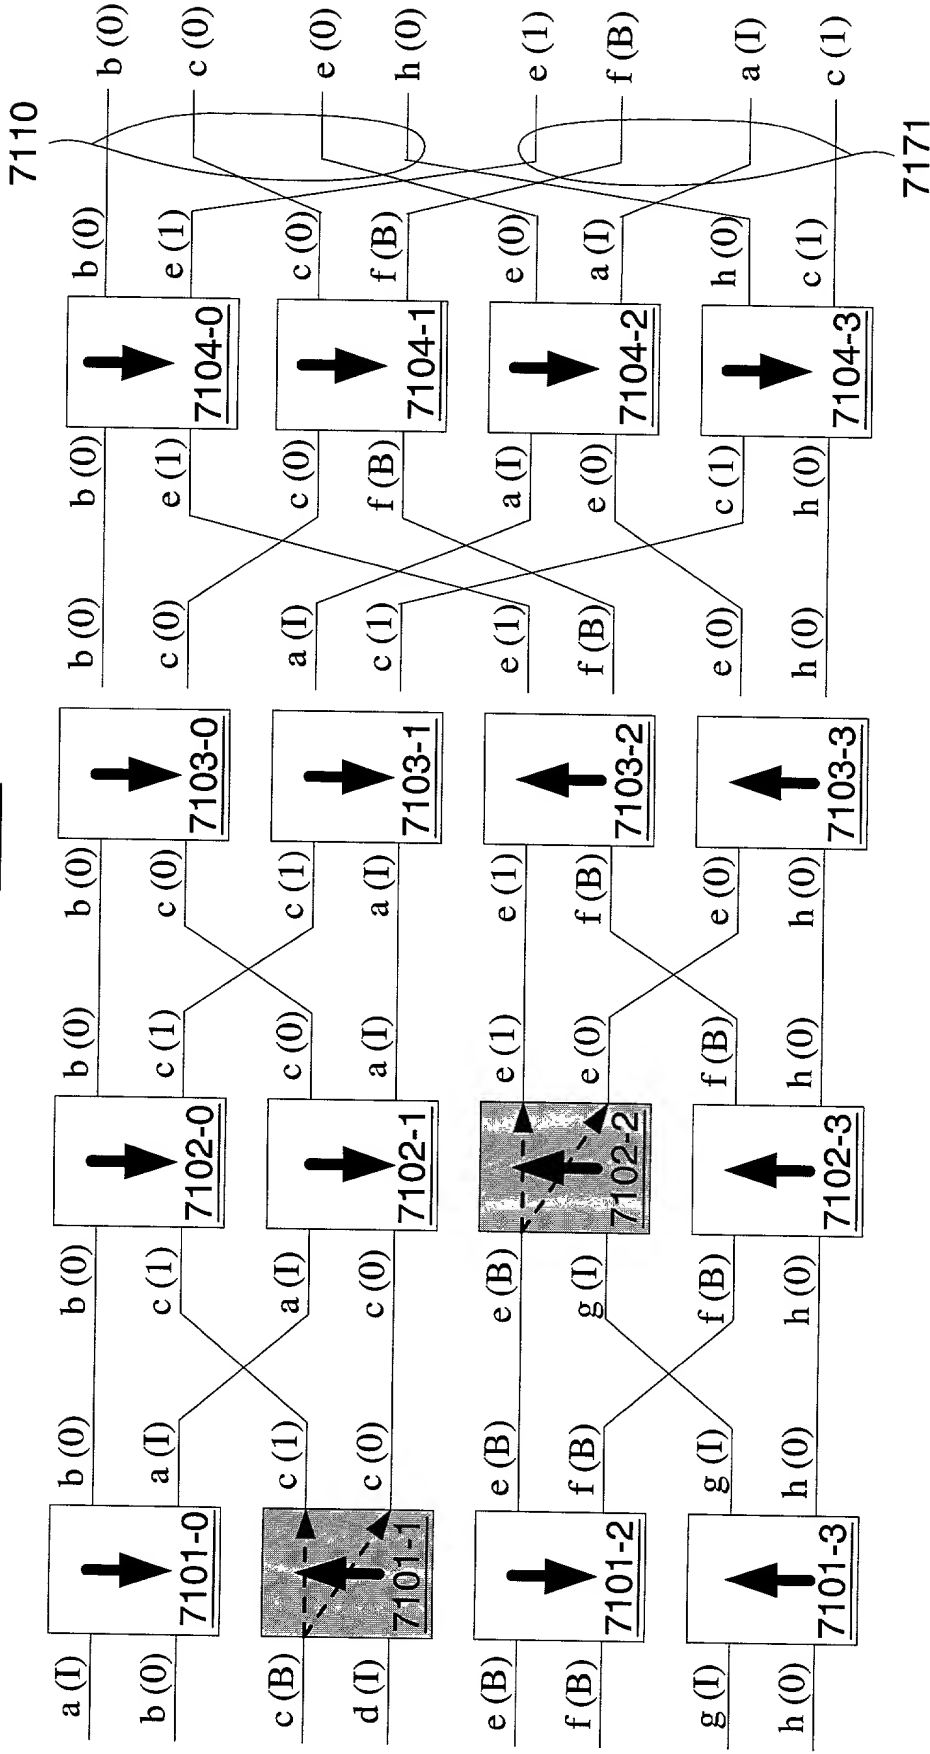 a (I)
b (0)
c (B)
d (I)
e (B)
f (B)
g (I)
h (0)
7101-0
7101-1
7101-2
7101-3
b (0)
a (I)
c (1)
c (0)
e (B)
f (B)
g (I)
h (0)
b (0)
c (1)
a (I)
c (0)
e (B)
g (I)
f (B)
h (0)
7102-0
7102-1
7102-2
7102-3
b (0)
c (1)
c (0)
a (I)
e (1)
e (0)
f (B)
h (0)
b (0)
c (0)
c (1)
a (I)
e (1)
f (B)
e (0)
h (0)
7103-0
7103-1
7103-2
7103-3
b (0)
c (0)
a (I)
c (1)
e (1)
f (B)
e (0)
h (0)
b (0)
e (1)
c (0)
f (B)
a (I)
e (0)
c (1)
h (0)
7104-0
7104-1
7104-2
7104-3
b (0)
e (1)
c (0)
f (B)
e (0)
a (I)
h (0)
c (1)
7110
7171
b (0)
c (0)
e (0)
h (0)
e (1)
f (B)
a (I)
c (1)